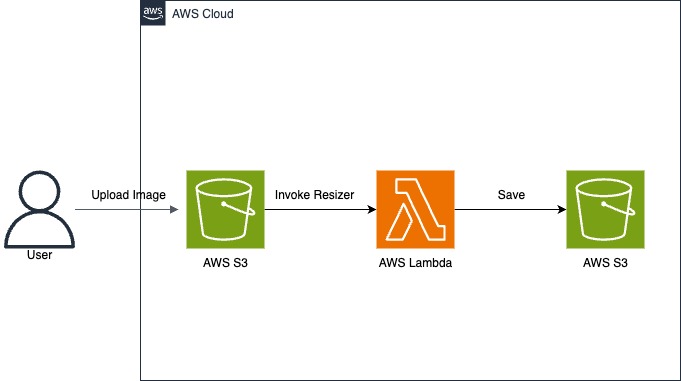 aws
AWS Cloud
Upload Image
Invoke Resizer
Save
User
AWS S3
AWS Lambda
AWS S3